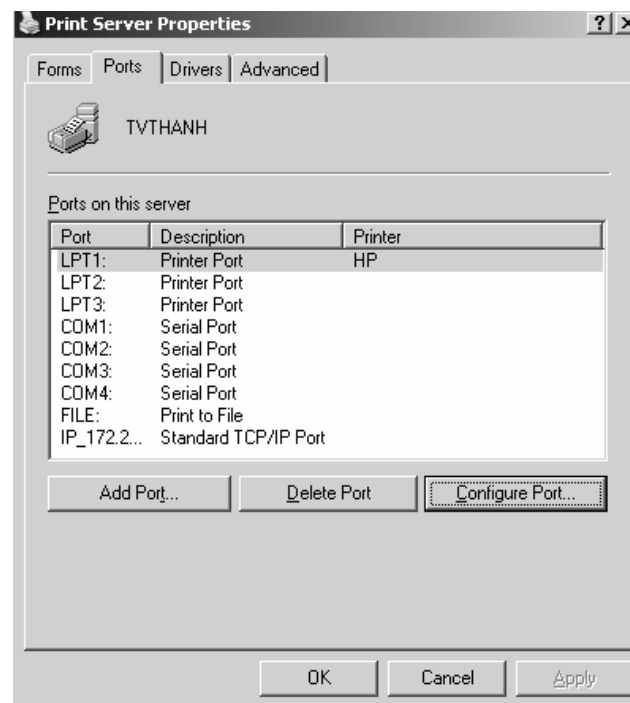 Print Server Properties
Forms Ports Drivers Advanced
TVTHANH
Ports on this server
Port Description Printer
LPT1: Printer Port HP
LPT2: Printer Port
LPT3: Printer Port
COM1: Serial Port
COM2: Serial Port
COM3: Serial Port
COM4: Serial Port
FILE: Print to File
IP_172.2... Standard TCP/IP Port
Add Port... Delete Port Configure Port...
OK Cancel Apply